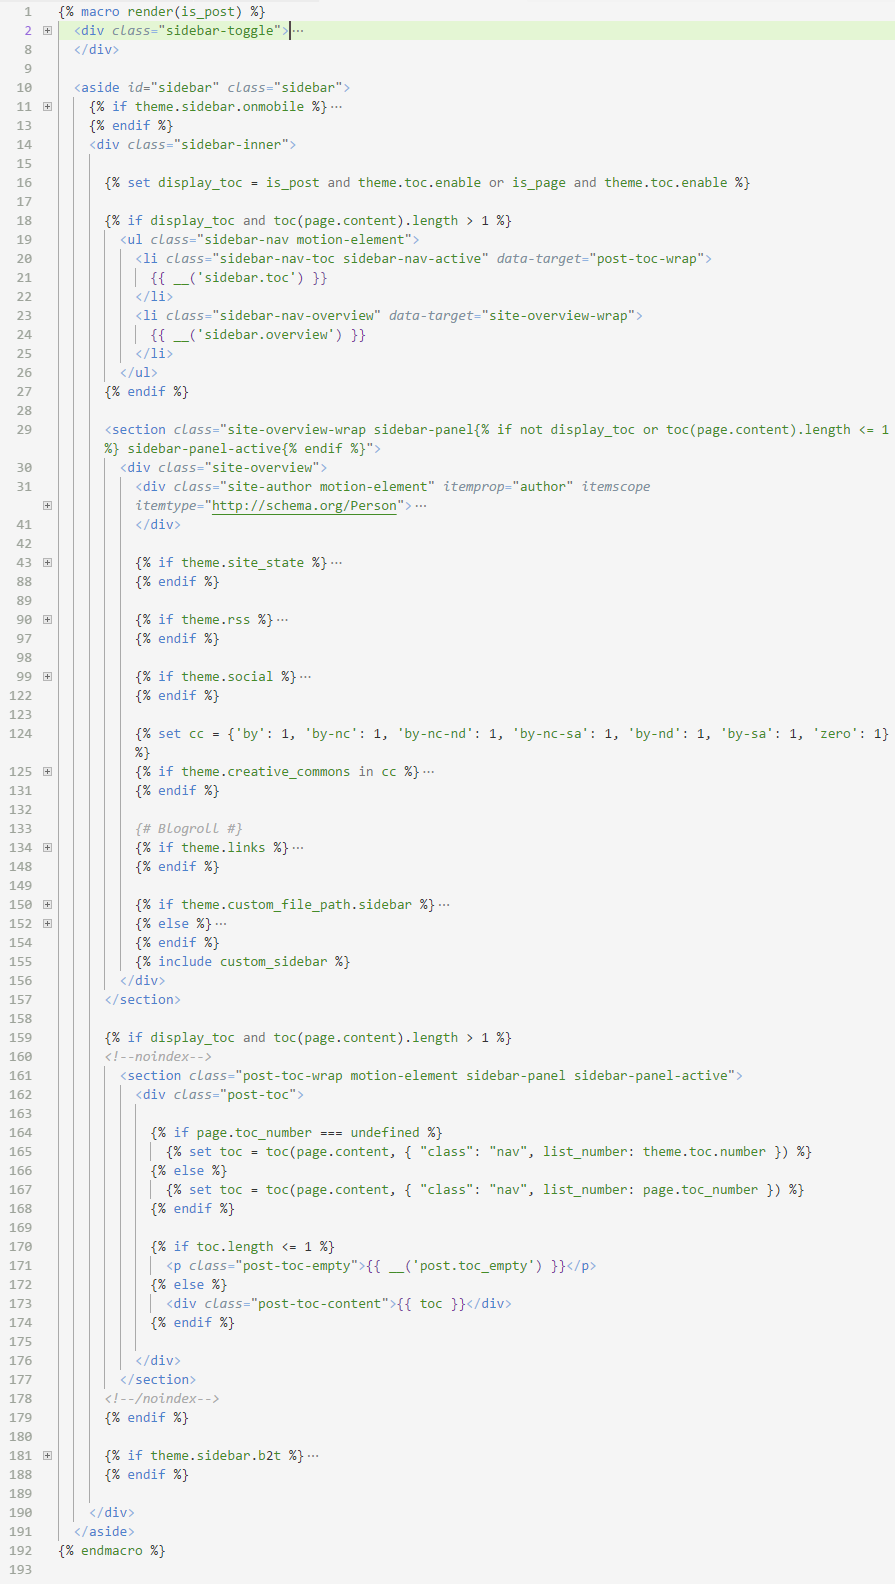 1 {% macro render(is_post) %}
2 <div class="sidebar-toggle">···
8 </div>
9
10 <aside id="sidebar" class="sidebar">
11 {% if theme.sidebar.onmobile %}···
13 {% endif %}
14 <div class="sidebar-inner">
15
16 {% set display_toc = is_post and theme.toc.enable or is_page and theme.toc.enable %}
17
18 {% if display_toc and toc(page.content).length > 1 %}
19 <ul class="sidebar-nav motion-element">
20 <li class="sidebar-nav-toc sidebar-nav-active" data-target="post-toc-wrap">
21 {{ __('sidebar.toc') }}
22 </li>
23 <li class="sidebar-nav-overview" data-target="site-overview-wrap">
24 {{ __('sidebar.overview') }}
25 </li>
26 </ul>
27 {% endif %}
28
29 <section class="site-overview-wrap sidebar-panel{% if not display_toc or toc(page.content).length <= 1
%} sidebar-panel-active{% endif %}">
30 <div class="site-overview">
31 <div class="site-author motion-element" itemprop="author" itemscope
itemtype="http://schema.org/Person">···
41 </div>
42
43 {% if theme.site_state %}···
88 {% endif %}
89
90 {% if theme.rss %}···
97 {% endif %}
98
99 {% if theme.social %}···
122 {% endif %}
123
124 {% set cc = {'by': 1, 'by-nc': 1, 'by-nc-nd': 1, 'by-nc-sa': 1, 'by-nd': 1, 'by-sa': 1, 'zero': 1}
%}
125 {% if theme.creative_commons in cc %}···
131 {% endif %}
132
133 {# Blogroll #}
134 {% if theme.links %}···
148 {% endif %}
149
150 {% if theme.custom_file_path.sidebar %}···
152 {% else %}···
154 {% endif %}
155 {% include custom_sidebar %}
156 </div>
157 </section>
158
159 {% if display_toc and toc(page.content).length > 1 %}
160 <!--noindex-->
161 <section class="post-toc-wrap motion-element sidebar-panel sidebar-panel-active">
162 <div class="post-toc">
163
164 {% if page.toc_number === undefined %}
165 {% set toc = toc(page.content, { "class": "nav", list_number: theme.toc.number }) %}
166 {% else %}
167 {% set toc = toc(page.content, { "class": "nav", list_number: page.toc_number }) %}
168 {% endif %}
169
170 {% if toc.length <= 1 %}
171 <p class="post-toc-empty">{{ __('post.toc_empty') }}</p>
172 {% else %}
173 <div class="post-toc-content">{{ toc }}</div>
174 {% endif %}
175
176 </div>
177 </section>
178 <!--/noindex-->
179 {% endif %}
180
181 {% if theme.sidebar.b2t %}···
188 {% endif %}
189
190 </div>
191 </aside>
192 {% endmacro %}
193